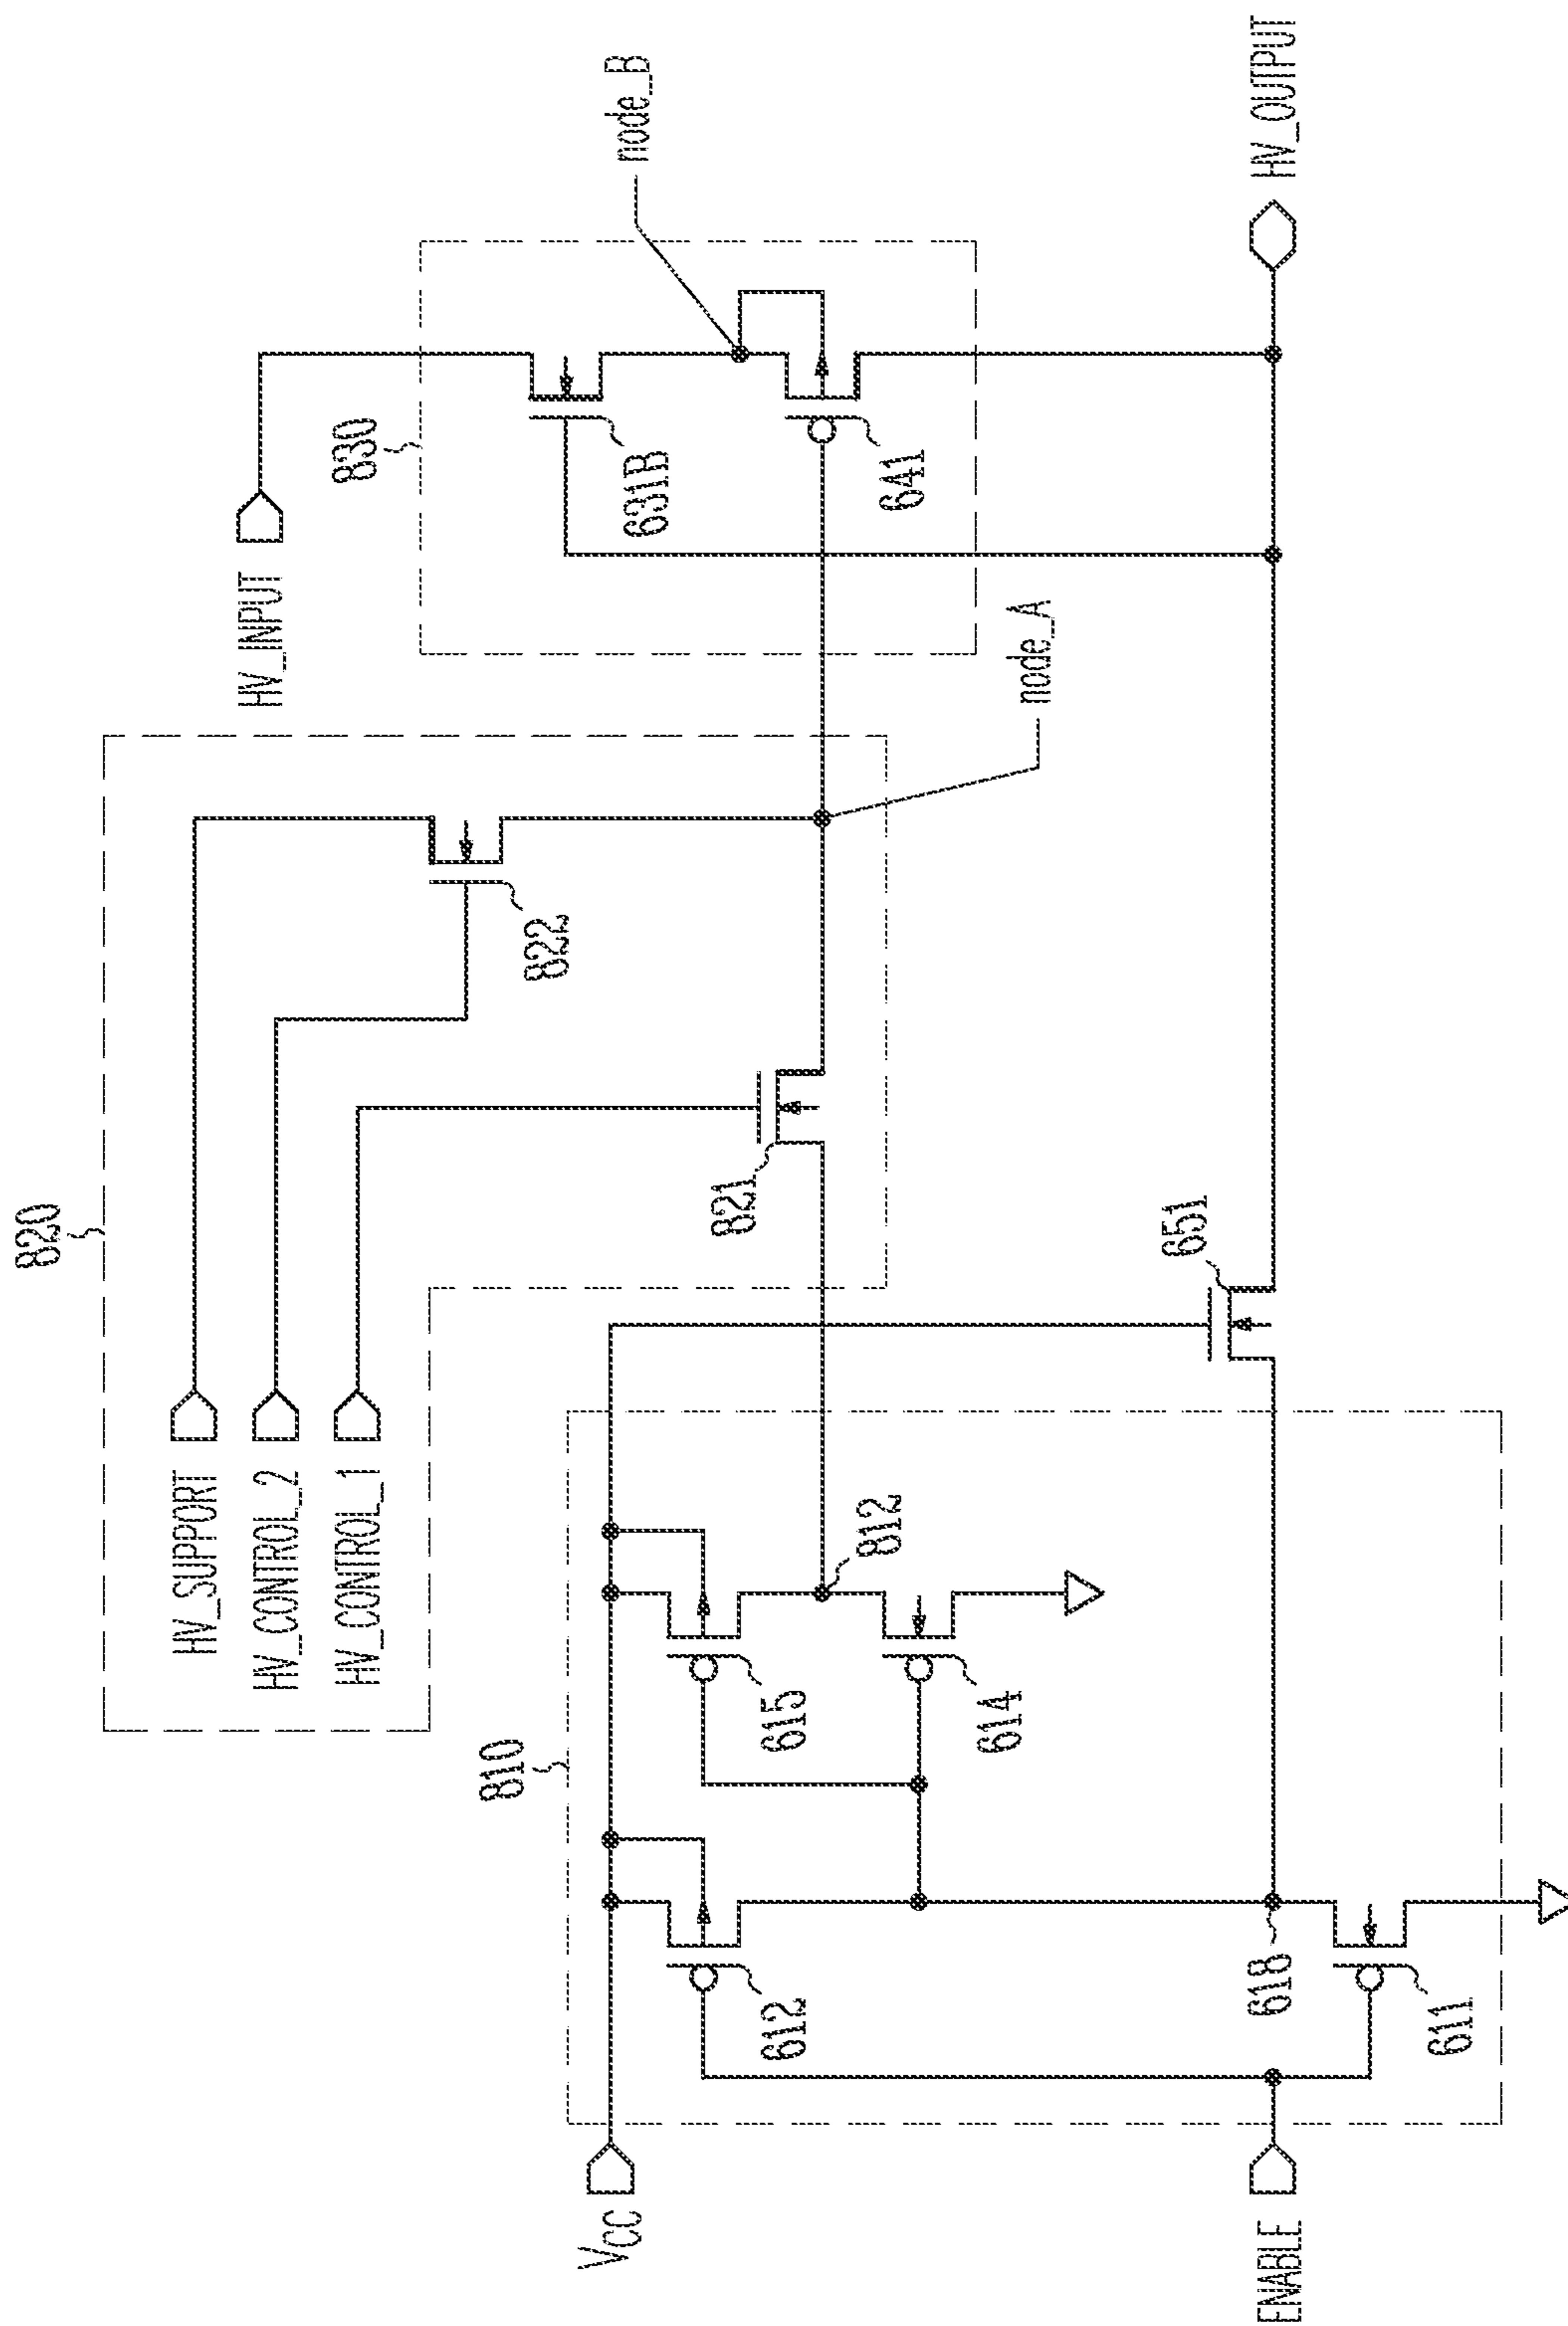 820
HV_SUPPORT
HV_CONTROL_2
HV_CONTROL_1
HV_INPUT
830
631B
641
node_B
node_A
822
821
810
V_CC
615
614
812
612
618
611
651
ENABLE
HV_OUTPUT